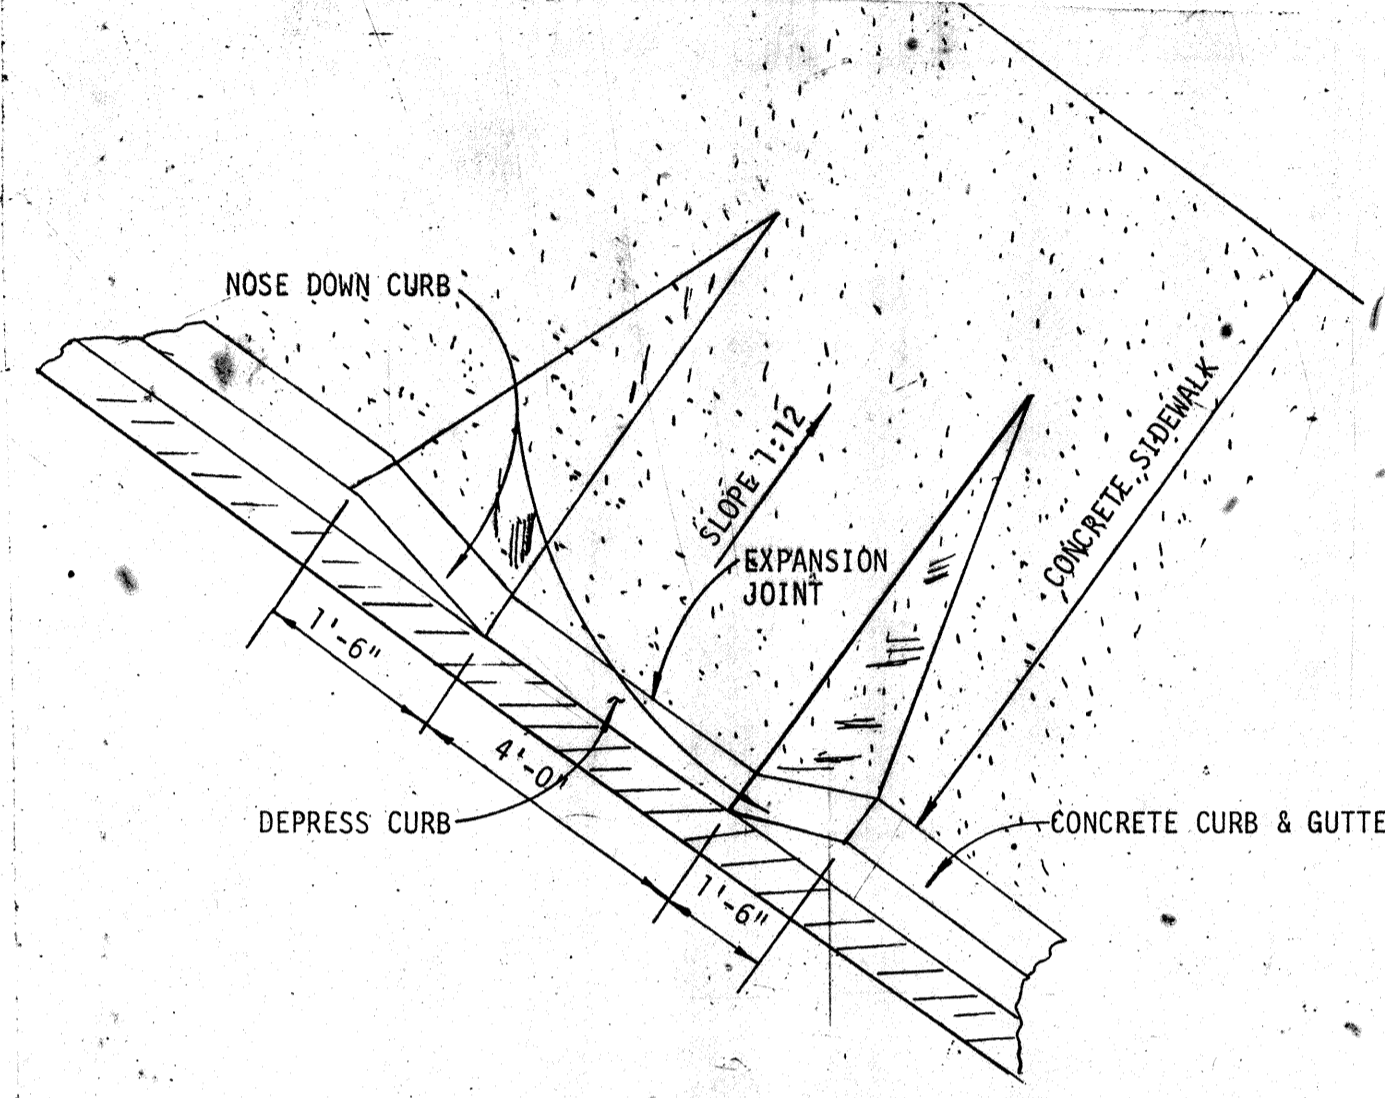 NOSE DOWN CURB
SLOPE 1:12
CONCRETE SIDEWALK
EXPANSION
JOINT
1'-6"
4'-0"
DEPRESS CURB
1'-6"
CONCRETE CURB & GUTTE